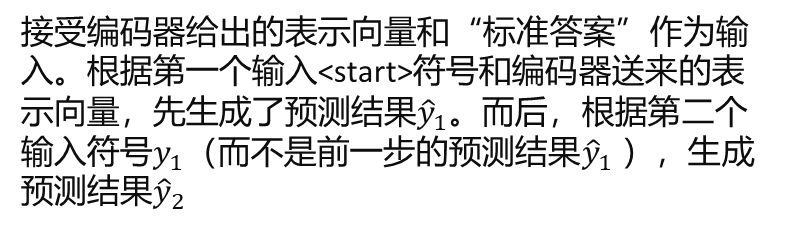 接受编码器给出的表示向量和“标准答案”作为输
入。根据第一个输入<start>符号和编码器送来的表
示向量，先生成了预测结果ŷ₁。而后，根据第二个
输入符号y₁（而不是前一步的预测结果ŷ₁ ），生成
预测结果ŷ₂